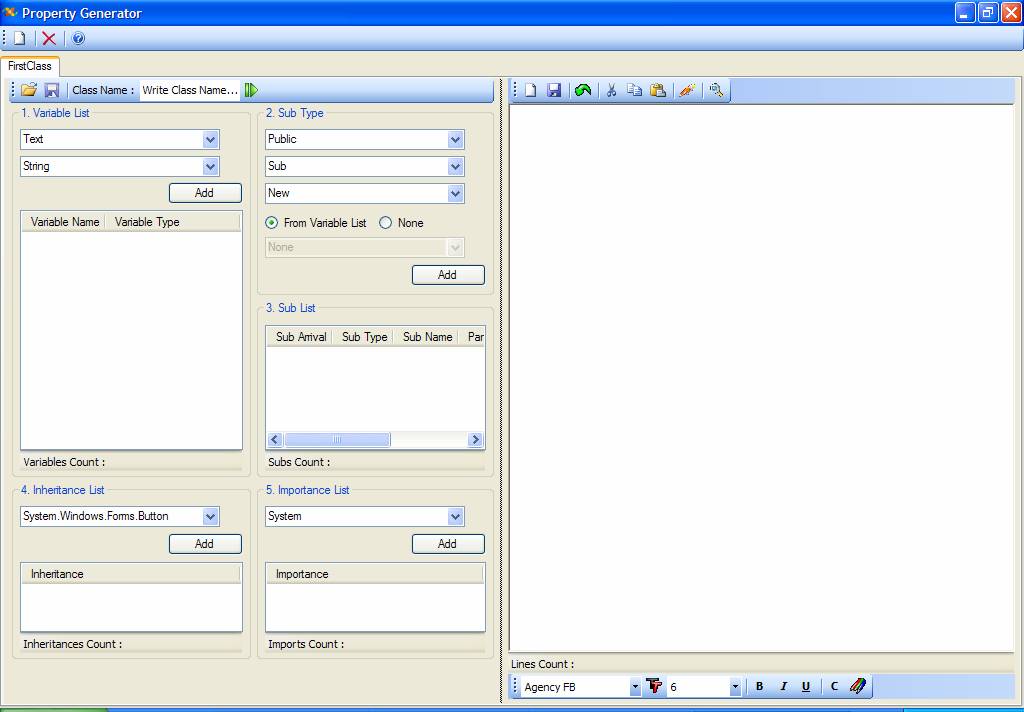 Property Generator
FirstClass
Class Name : Write Class Name...
1. Variable List
Text
String
Add
Variable Name Variable Type
Variables Count :
2. Sub Type
Public
Sub
New
From Variable List None
None
Add
3. Sub List
Sub Arrival Sub Type Sub Name Par
Subs Count :
4. Inheritance List
System.Windows.Forms.Button
Add
Inheritance
Inheritances Count :
5. Importance List
System
Add
Importance
Imports Count :
Lines Count :
Agency FB T 6 B I U C